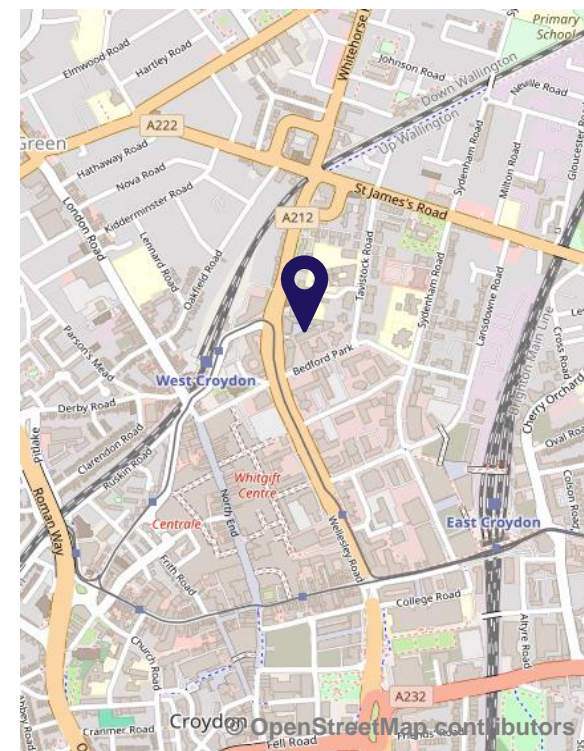 Primary
School
Whitehorse
Elmwood Road
Hartley Road
Johnson Road
Down Wallington
Neville Road
Up Wallington
A222
Green
Hathaway Road
Nova Road
Kidderminster Road
London Road
Lennard Road
Oakfield Road
A212
St James's Road
Sydenham Road
Milton Road
Gloucester
Tavistock Road
Sydenham Road
Lansdowne Road
Brighton Main Line
Cross Road
Parson's Mead
West Croydon
Bedford Park
Cherry Orchard
Derby Road
Clarendon Road
Ruskin Road
Pitlake
Roman Way
Whitgift
Centre
Centrale
North End
Wellesley Road
Oval Roa
Colson Road
East Croydon
Frith Road
College Road
Church Road
Altyre Road
Abbey Road
Cranmer Road
Croydon
A232
Fell Road
Friends' Road
© OpenStreetMap contributors